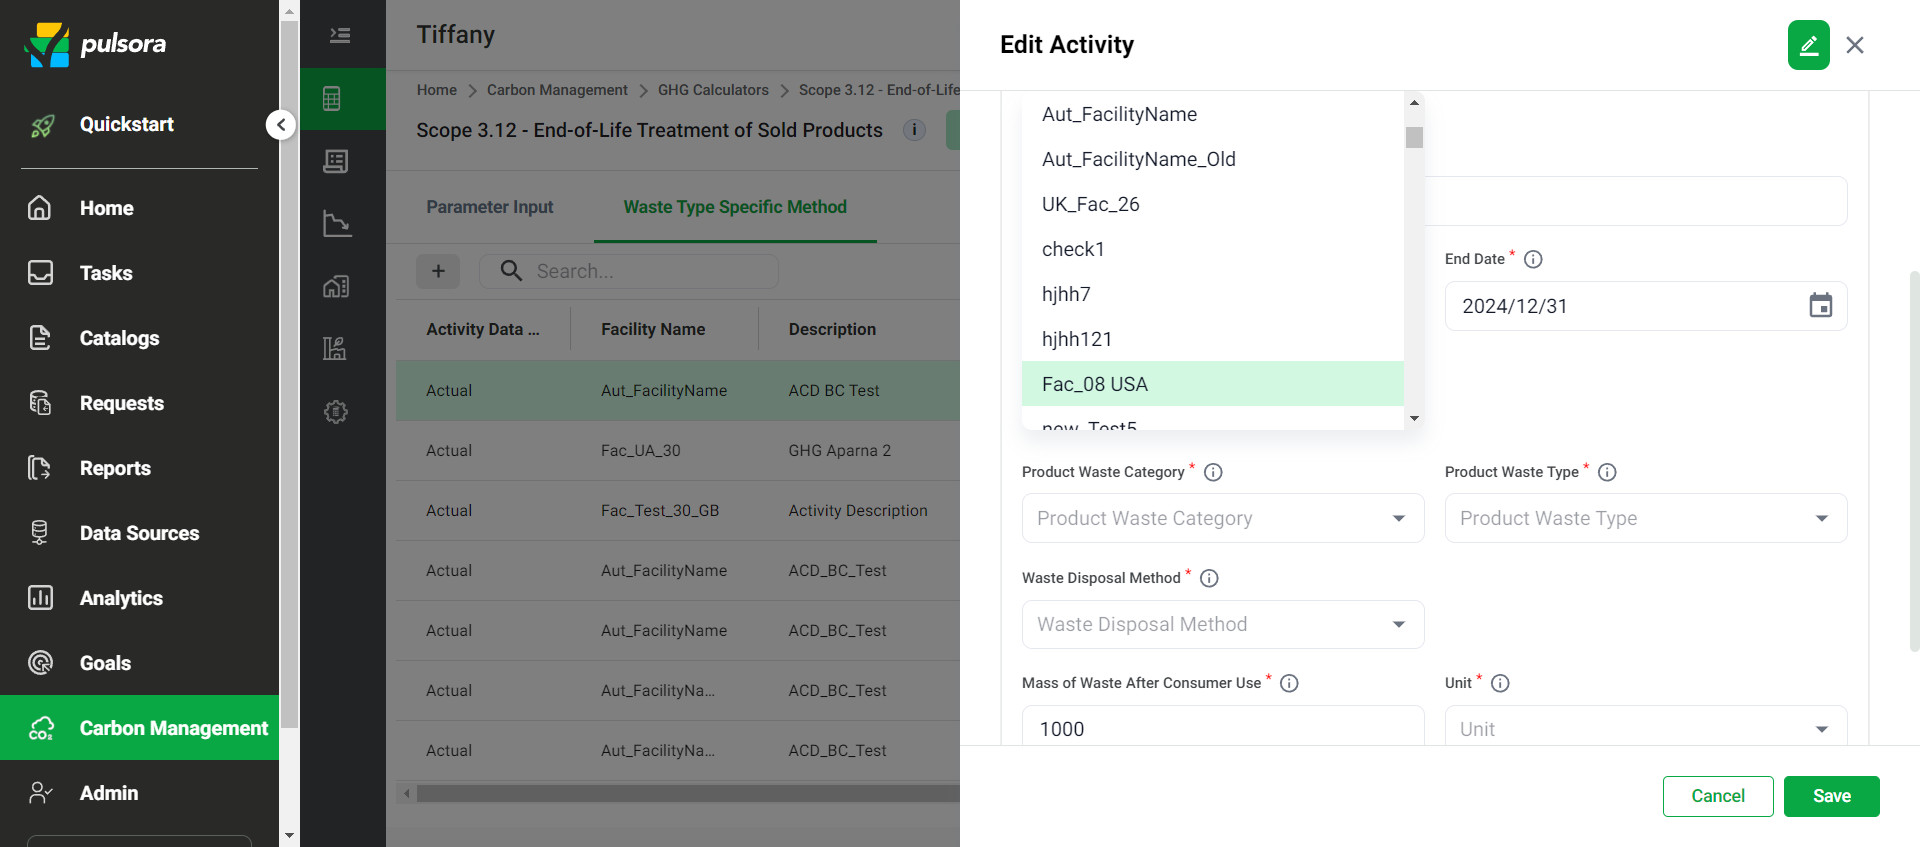 pulsora
Quickstart
Home
Tasks
Catalogs
Requests
Reports
Data Sources
Analytics
Goals
Carbon Management
Admin
Tiffany
Home > Carbon Management > GHG Calculators > Scope 3.12 - End-of-Life
Scope 3.12 - End-of-Life Treatment of Sold Products
Parameter Input
Waste Type Specific Method
Search...
Activity Data ... Facility Name Description
Actual Aut_FacilityName ACD BC Test
Actual Fac_UA_30 GHG Aparna 2
Actual Fac_Test_30_GB Activity Description
Actual Aut_FacilityName ACD_BC_Test
Actual Aut_FacilityName ACD_BC_Test
Actual Aut_FacilityNa... ACD_BC_Test
Actual Aut_FacilityNa... ACD_BC_Test
Edit Activity
Aut_FacilityName
Aut_FacilityName_Old
UK_Fac_26
check1
hjhh7
hjhh121
Fac_08 USA
new_Test5
End Date *
2024/12/31
Product Waste Category *
Product Waste Category
Product Waste Type *
Product Waste Type
Waste Disposal Method *
Waste Disposal Method
Mass of Waste After Consumer Use *
1000
Unit *
Unit
Cancel
Save